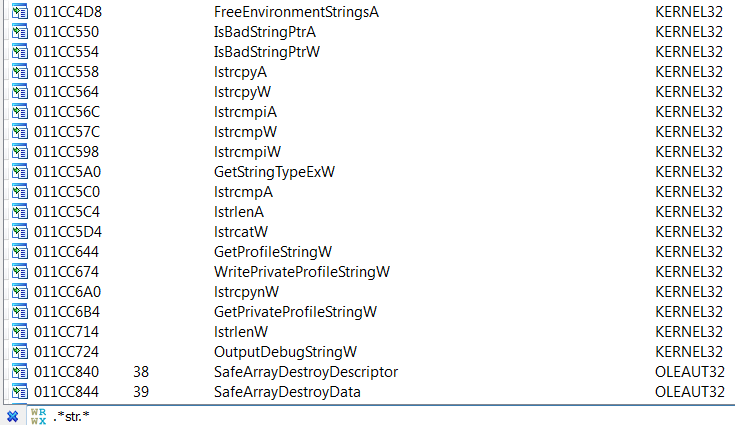 011CC4D8 FreeEnvironmentStringsA KERNEL32
011CC550 IsBadStringPtrA KERNEL32
011CC554 IsBadStringPtrW KERNEL32
011CC558 lstrcpyA KERNEL32
011CC564 lstrcpyW KERNEL32
011CC56C lstrcmpiA KERNEL32
011CC57C lstrcmpW KERNEL32
011CC598 lstrcmpiW KERNEL32
011CC5A0 GetStringTypeExW KERNEL32
011CC5C0 lstrcmpA KERNEL32
011CC5C4 lstrlenA KERNEL32
011CC5D4 lstrcatW KERNEL32
011CC644 GetProfileStringW KERNEL32
011CC674 WritePrivateProfileStringW KERNEL32
011CC6A0 lstrcpynW KERNEL32
011CC6B4 GetPrivateProfileStringW KERNEL32
011CC714 lstrlenW KERNEL32
011CC724 OutputDebugStringW KERNEL32
011CC840 38 SafeArrayDestroyDescriptor OLEAUT32
011CC844 39 SafeArrayDestroyData OLEAUT32
WR WX .*str.*